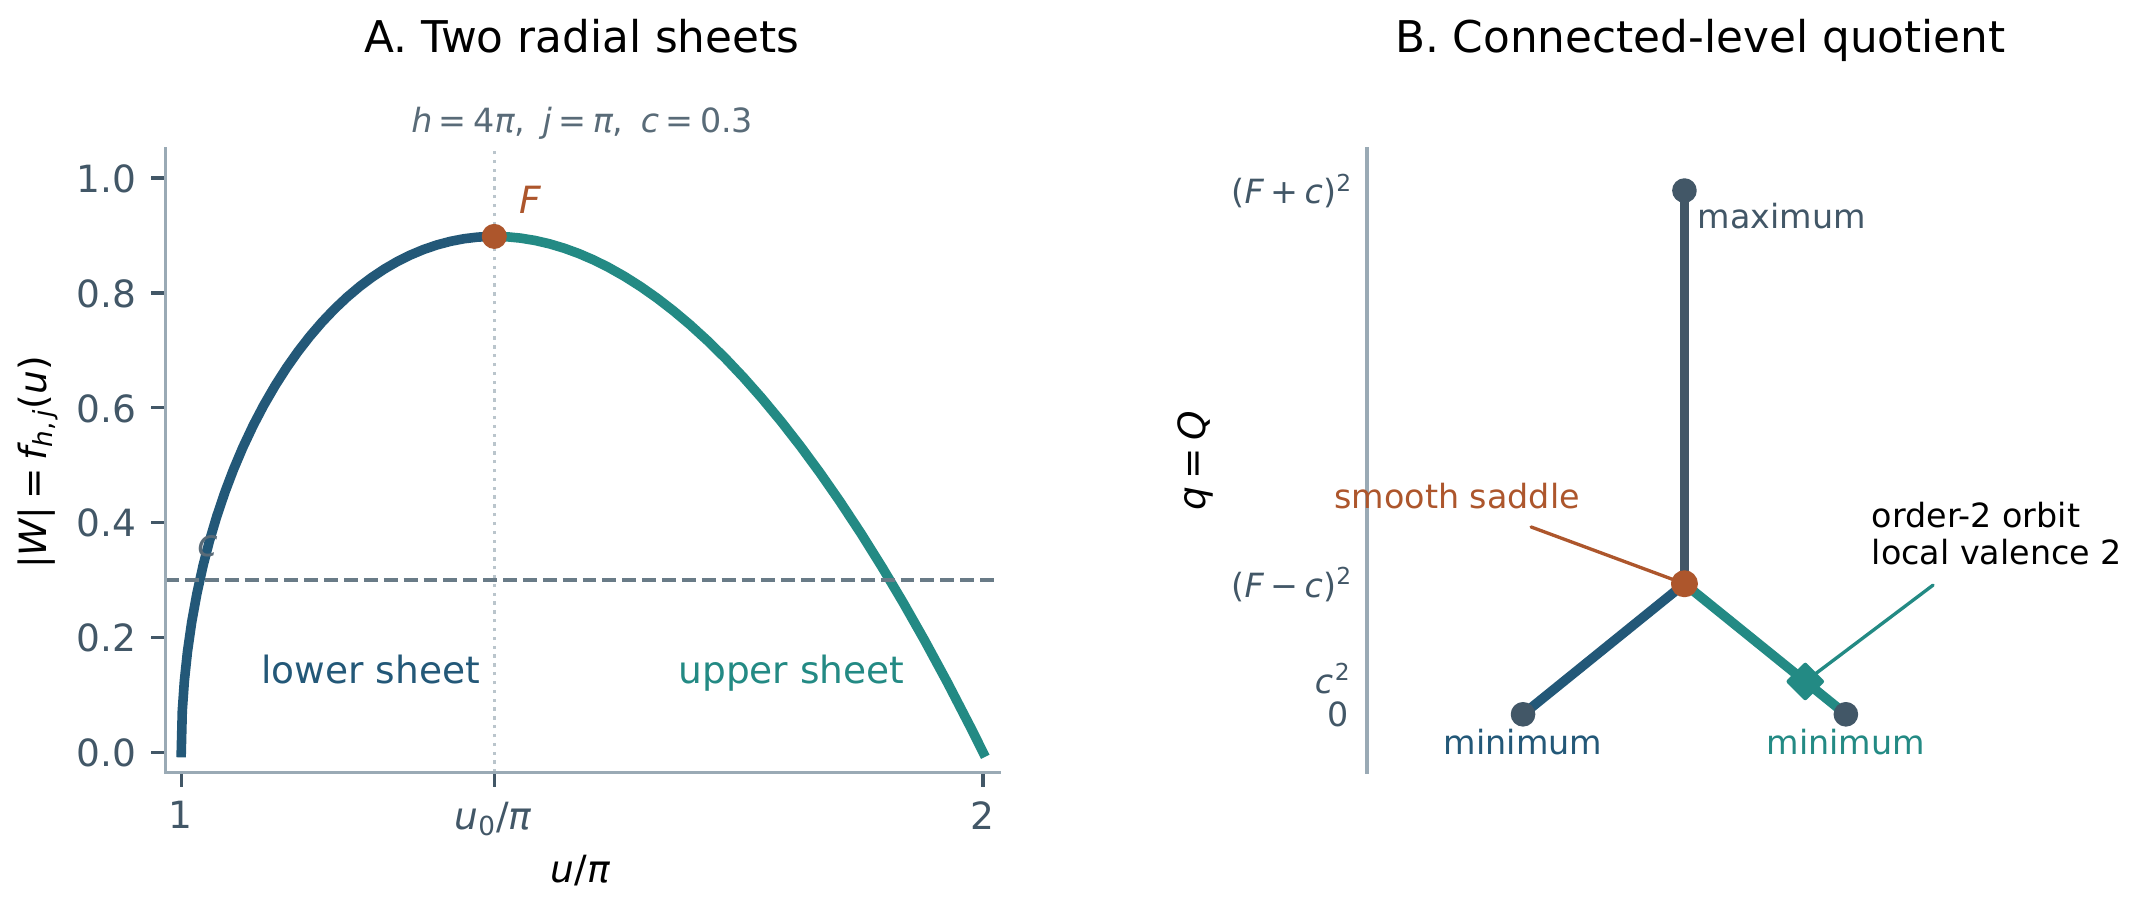 A. Two radial sheets
h = 4π, j = π, c = 0.3
|W| = f_{h,j}(u)
1.0
0.8
0.6
0.4
0.2
0.0
F
c
lower sheet
upper sheet
1
u₀/π
2
u/π
B. Connected-level quotient
q = Q
(F + c)²
(F − c)²
c²
0
maximum
smooth saddle
order-2 orbit
local valence 2
minimum
minimum